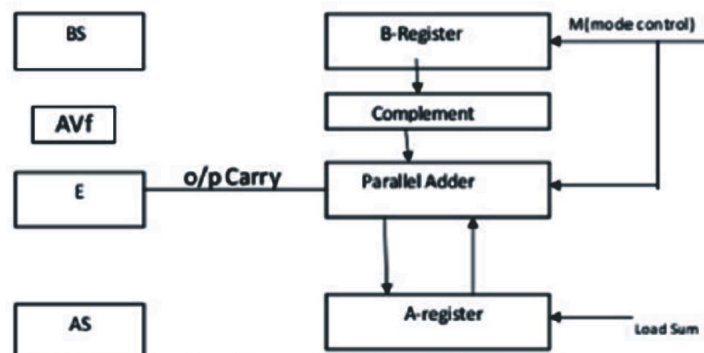 BS
B-Register
M(mode control)
AVf
Complement
E
o/p Carry
Parallel Adder
AS
A-register
Load Sum